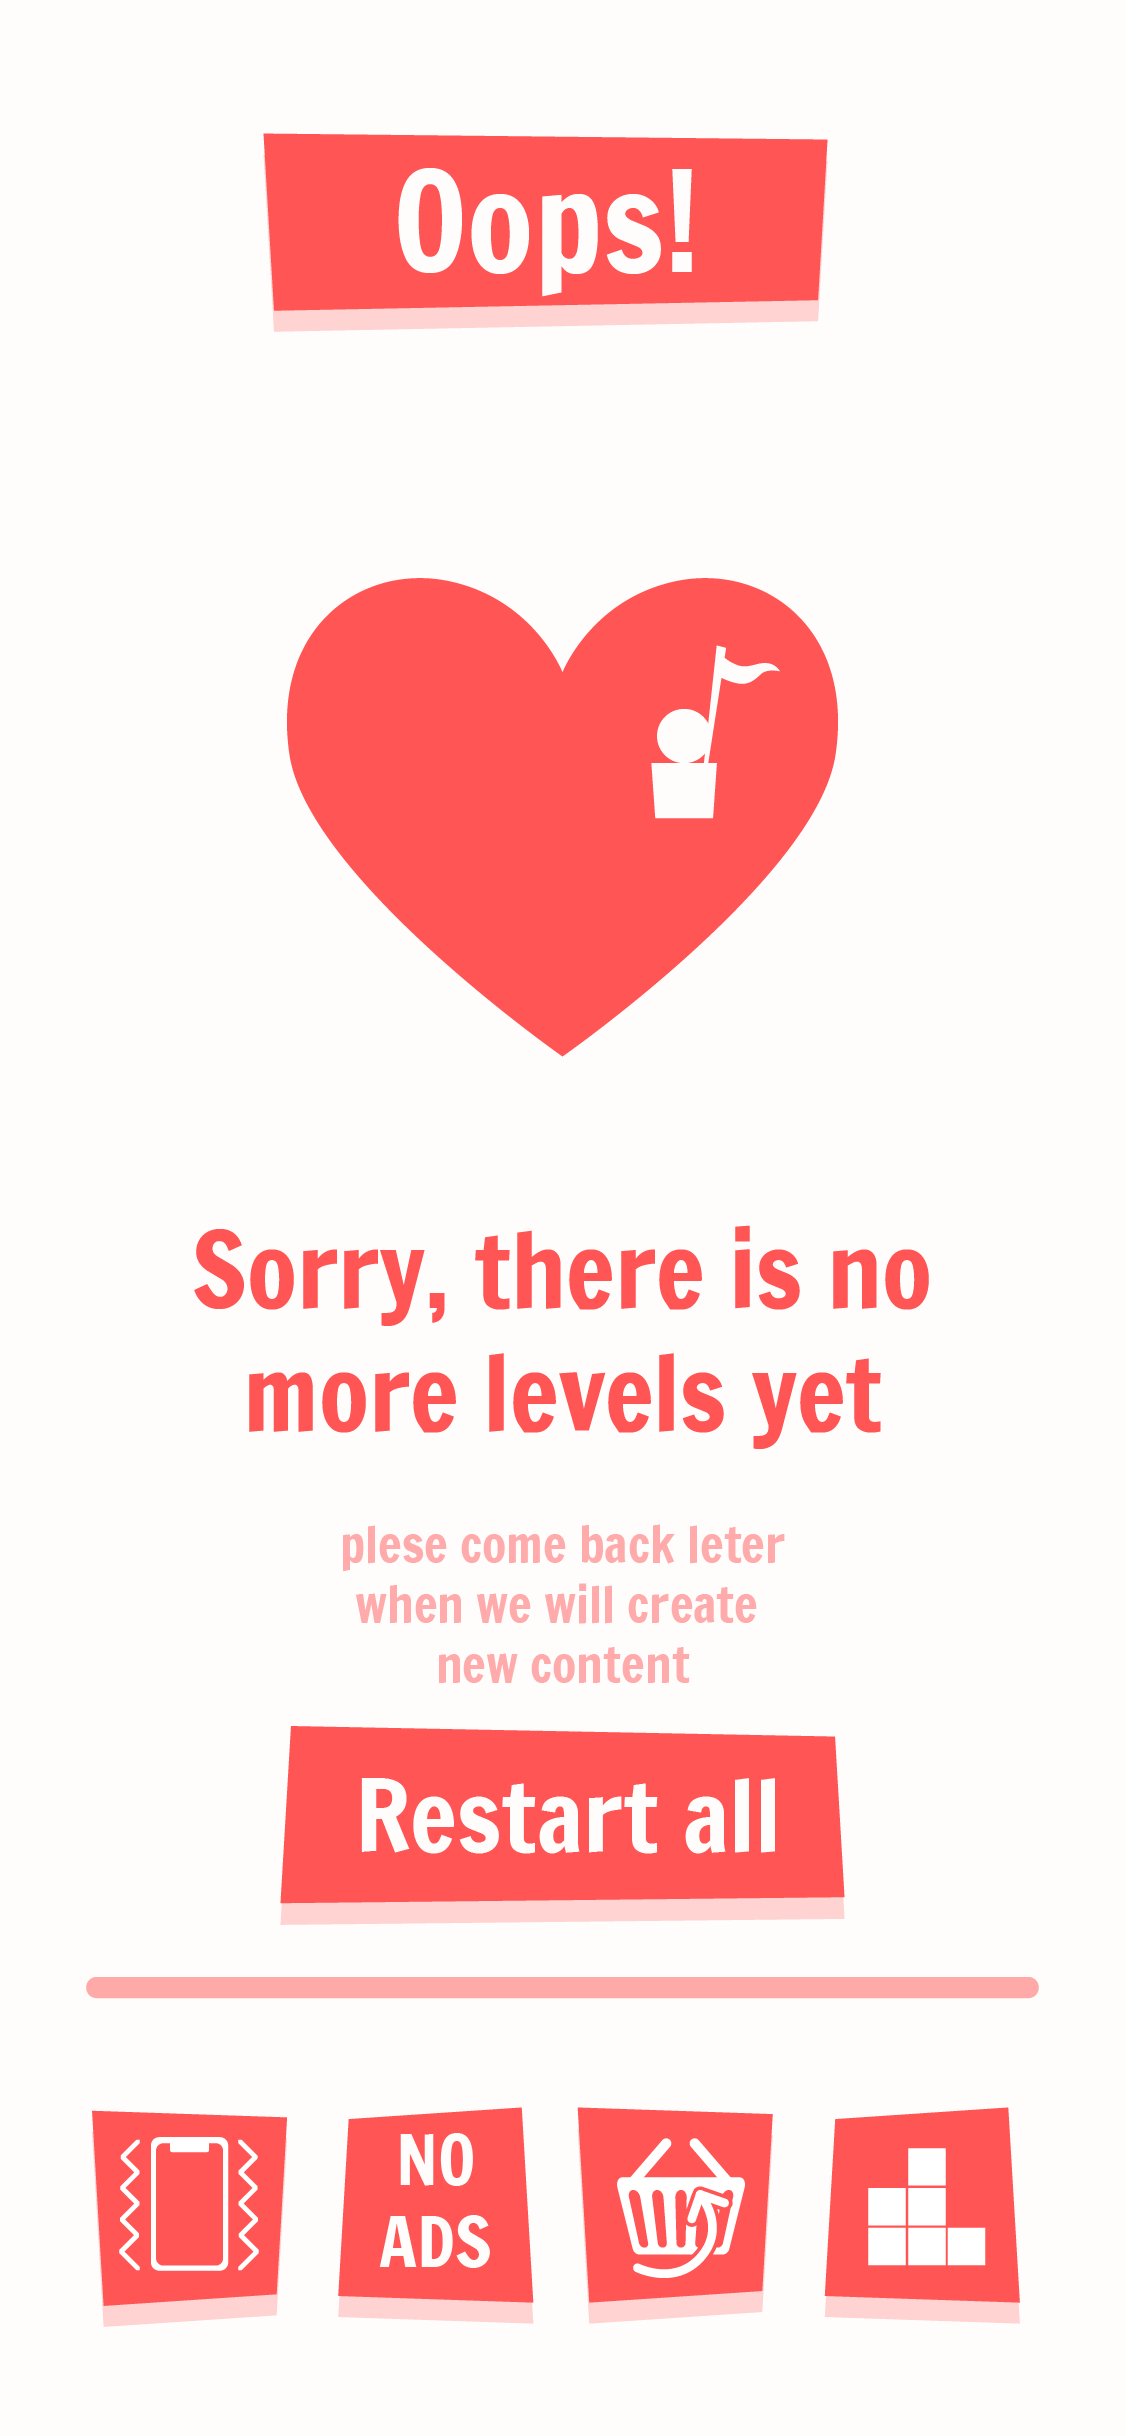 Oops!
Sorry, there is no
more levels yet
plese come back leter
when we will create
new content
Restart all
NO
ADS